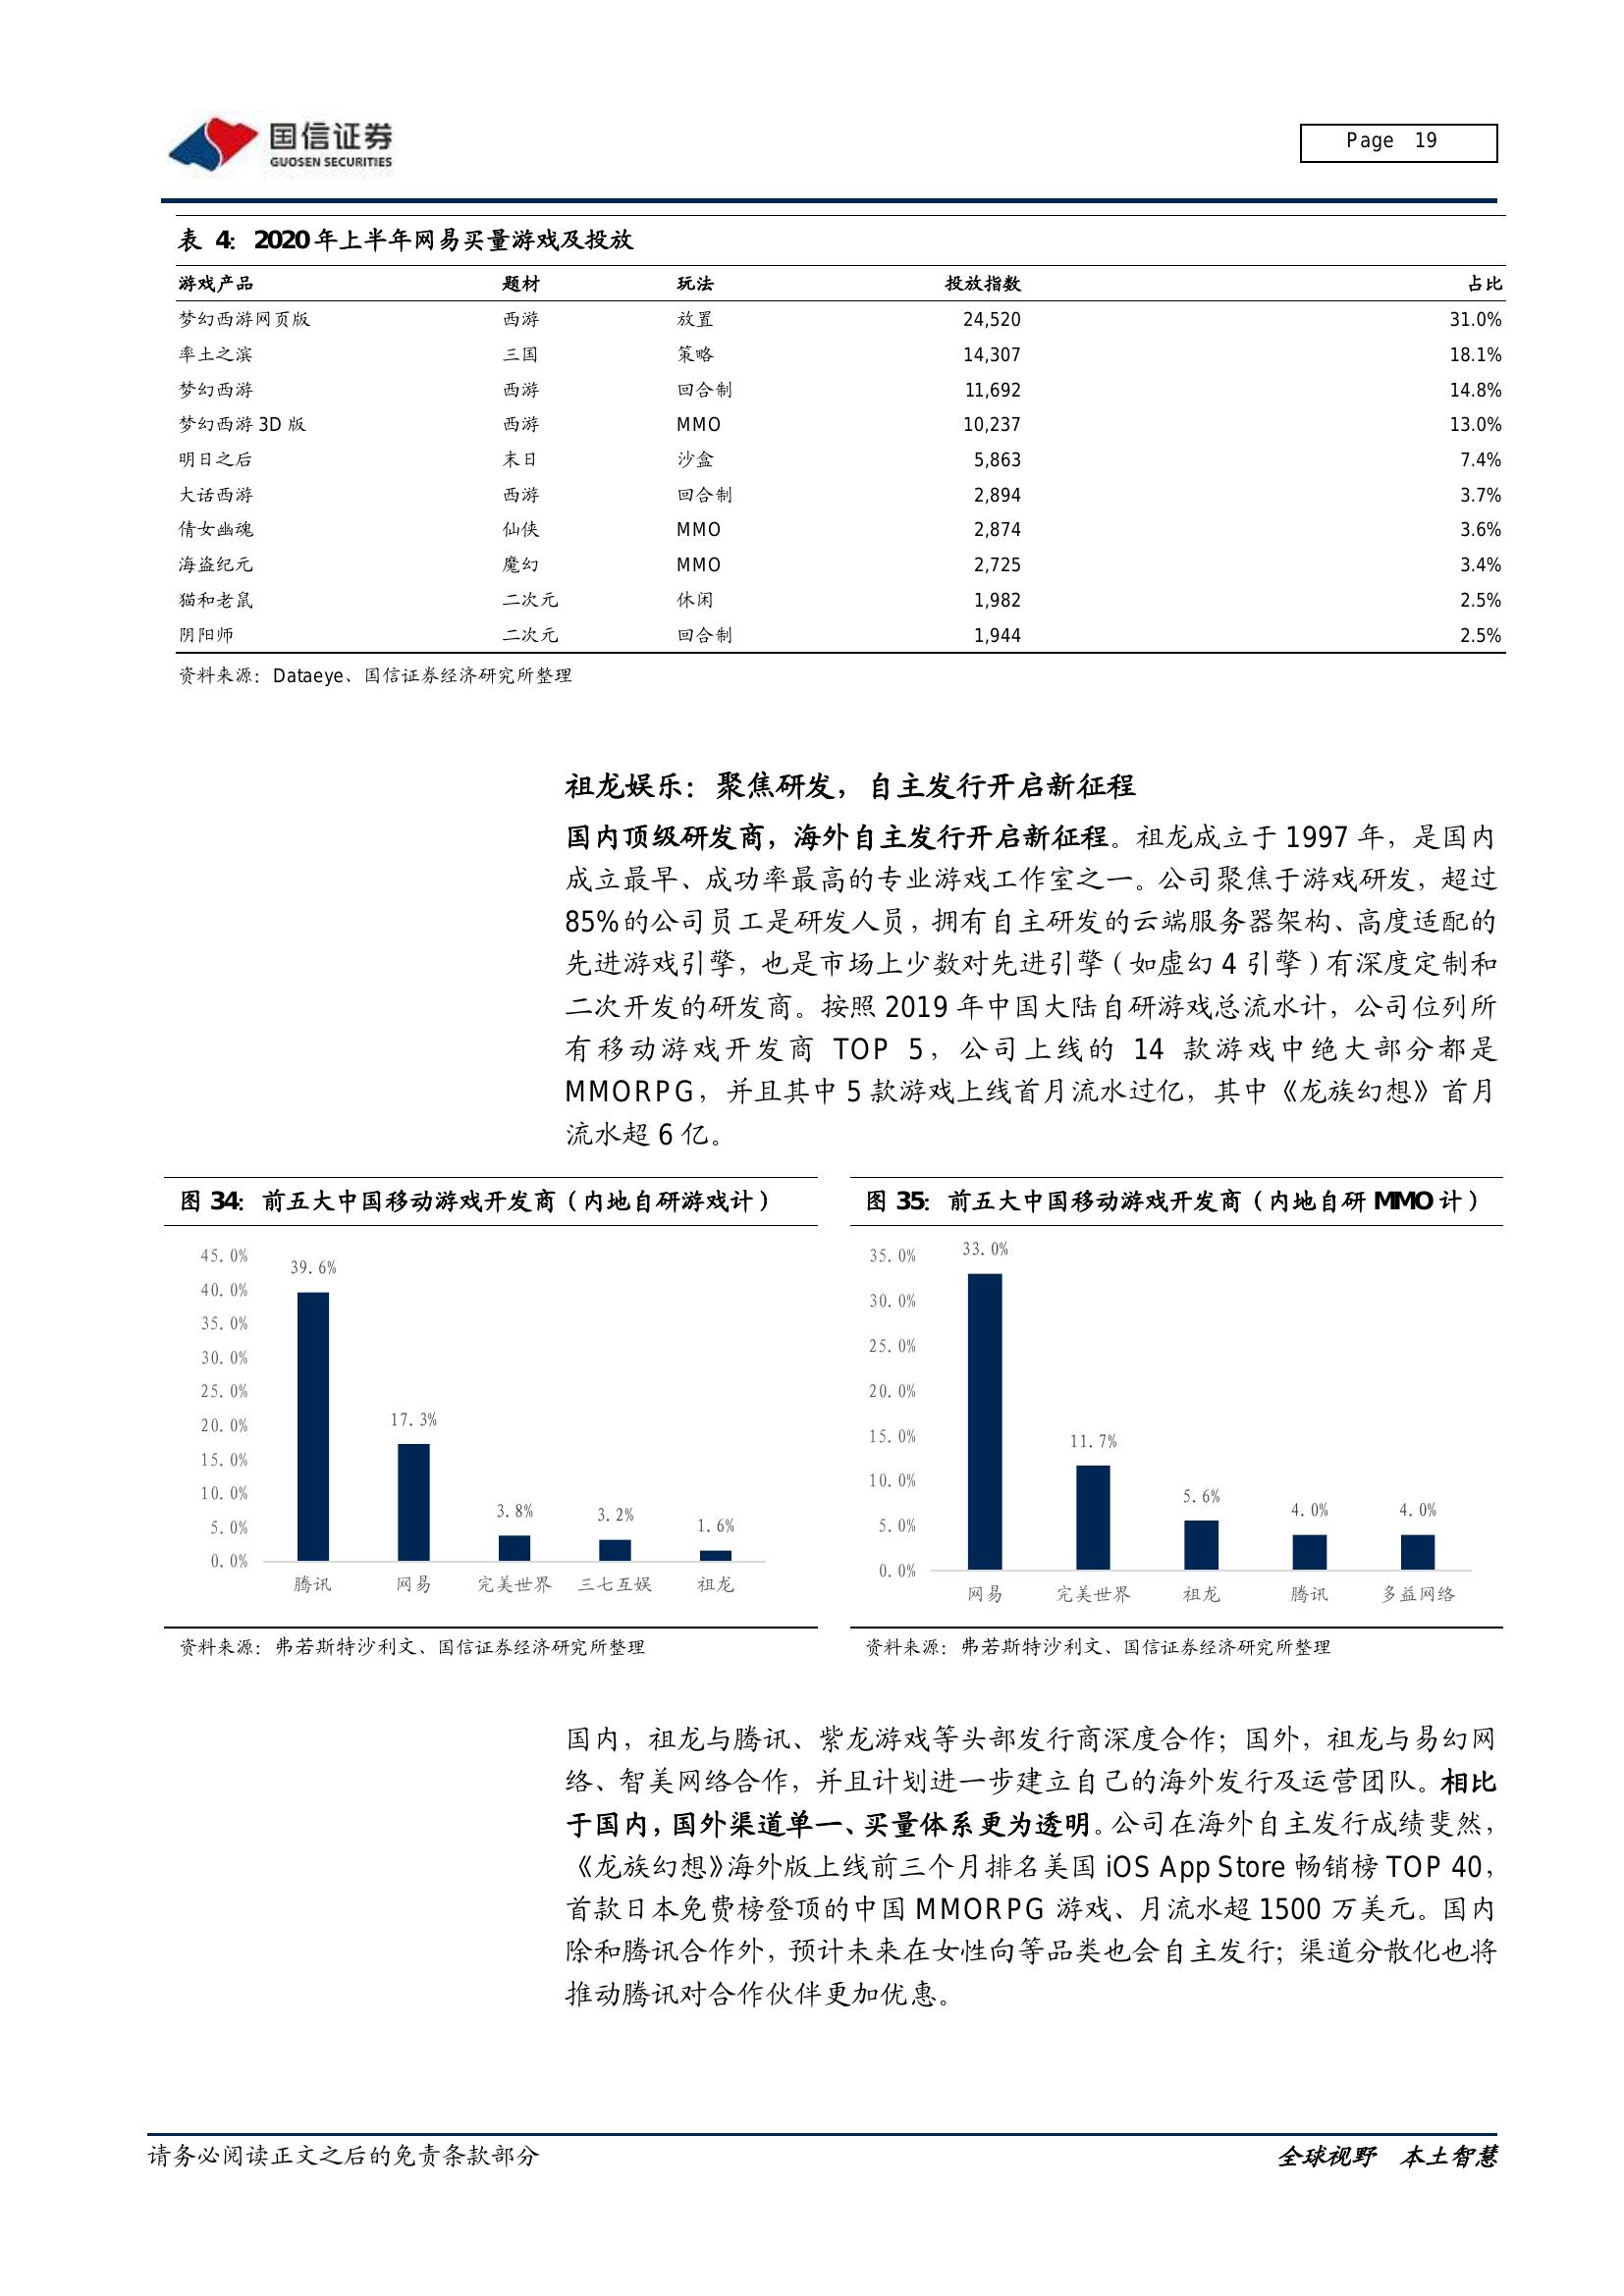 国信证券
GUOSEN SECURITIES
Page 19
表 4：2020 年上半年网易买量游戏及投放
游戏产品 题材 玩法 投放指数 占比
梦幻西游网页版 西游 放置 24,520 31.0%
率土之滨 三国 策略 14,307 18.1%
梦幻西游 西游 回合制 11,692 14.8%
梦幻西游 3D 版 西游 MMO 10,237 13.0%
明日之后 末日 沙盒 5,863 7.4%
大话西游 西游 回合制 2,894 3.7%
倩女幽魂 仙侠 MMO 2,874 3.6%
海盗纪元 魔幻 MMO 2,725 3.4%
猫和老鼠 二次元 休闲 1,982 2.5%
阴阳师 二次元 回合制 1,944 2.5%
资料来源：Dataeye、国信证券经济研究所整理
祖龙娱乐：聚焦研发，自主发行开启新征程
国内顶级研发商，海外自主发行开启新征程。祖龙成立于 1997 年，是国内
成立最早、成功率最高的专业游戏工作室之一。公司聚焦于游戏研发，超过
85%的公司员工是研发人员，拥有自主研发的云端服务器架构、高度适配的
先进游戏引擎，也是市场上少数对先进引擎（如虚幻 4 引擎）有深度定制和
二次开发的研发商。按照 2019 年中国大陆自研游戏总流水计，公司位列所
有移动游戏开发商 TOP 5，公司上线的 14 款游戏中绝大部分都是
MMORPG，并且其中 5 款游戏上线首月流水过亿，其中《龙族幻想》首月
流水超 6 亿。
图 34：前五大中国移动游戏开发商（内地自研游戏计）
45.0%
40.0%
35.0%
30.0%
25.0%
20.0%
15.0%
10.0%
5.0%
0.0%
39.6%
17.3%
3.8%
3.2%
1.6%
腾讯 网易 完美世界 三七互娱 祖龙
资料来源：弗若斯特沙利文、国信证券经济研究所整理
图 35：前五大中国移动游戏开发商（内地自研 MMO 计）
35.0%
30.0%
25.0%
20.0%
15.0%
10.0%
5.0%
0.0%
33.0%
11.7%
5.6%
4.0%
4.0%
网易 完美世界 祖龙 腾讯 多益网络
资料来源：弗若斯特沙利文、国信证券经济研究所整理
国内，祖龙与腾讯、紫龙游戏等头部发行商深度合作；国外，祖龙与易幻网
络、智美网络合作，并且计划进一步建立自己的海外发行及运营团队。相比
于国内，国外渠道单一、买量体系更为透明。公司在海外自主发行成绩斐然，
《龙族幻想》海外版上线前三个月排名美国 iOS App Store 畅销榜 TOP 40，
首款日本免费榜登顶的中国 MMORPG 游戏、月流水超 1500 万美元。国内
除和腾讯合作外，预计未来在女性向等品类也会自主发行；渠道分散化也将
推动腾讯对合作伙伴更加优惠。
请务必阅读正文之后的免责条款部分
全球视野 本土智慧